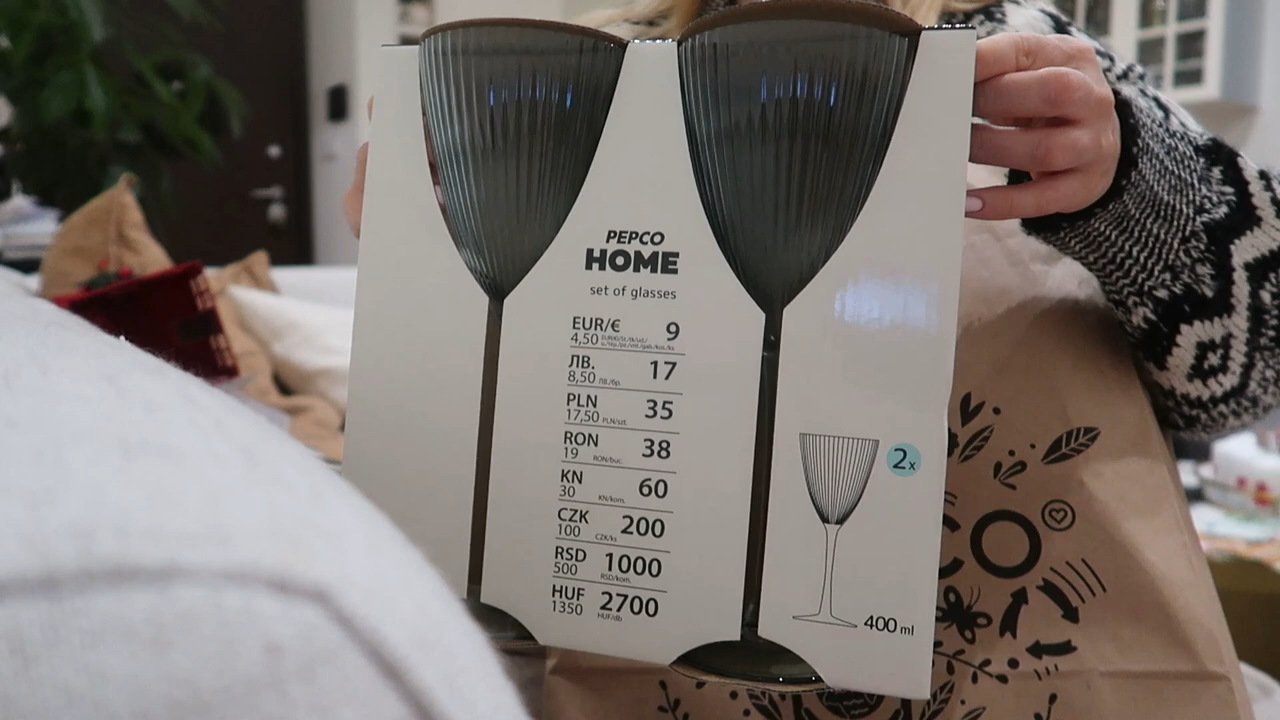 PEPCO
HOME
set of glasses
EUR/€ 9
4,50
ЛВ. 17
8,50 ЛВ./бр.
PLN 35
17,50 PLN/szt.
RON 38
19 RON/buc.
KN 60
30 KN/kom.
CZK 200
100 CZK/ks
RSD 1000
500 RSD/kom.
HUF 2700
1350 HUF/db
2x
400 ml
CO